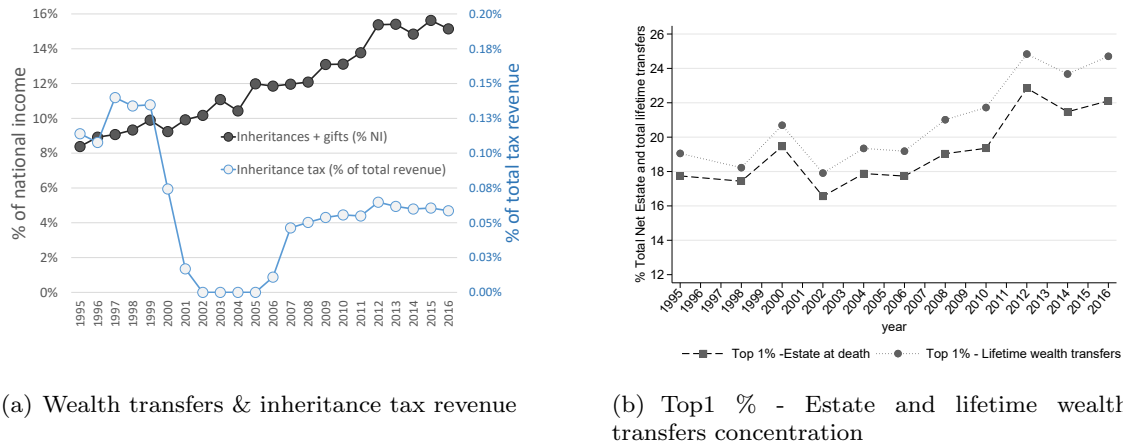 16%
14%
12%
10%
8%
6%
4%
2%
0%
% of national income
0.20%
0.18%
0.15%
0.13%
0.10%
0.08%
0.05%
0.03%
0.00%
% of total tax revenue
Inheritances + gifts (% NI)
Inheritance tax (% of total revenue)
1995 1996 1997 1998 1999 2000 2001 2002 2003 2004 2005 2006 2007 2008 2009 2010 2011 2012 2013 2014 2015 2016
(a) Wealth transfers & inheritance tax revenue
26
24
22
20
18
16
14
12
% Total Net Estate and total lifetime transfers
1995 1996 1997 1998 1999 2000 2001 2002 2003 2004 2005 2006 2007 2008 2009 2010 2011 2012 2013 2014 2015 2016
year
Top 1% -Estate at death Top 1% - Lifetime wealth transfers
(b) Top1 % - Estate and lifetime wealth
transfers concentration